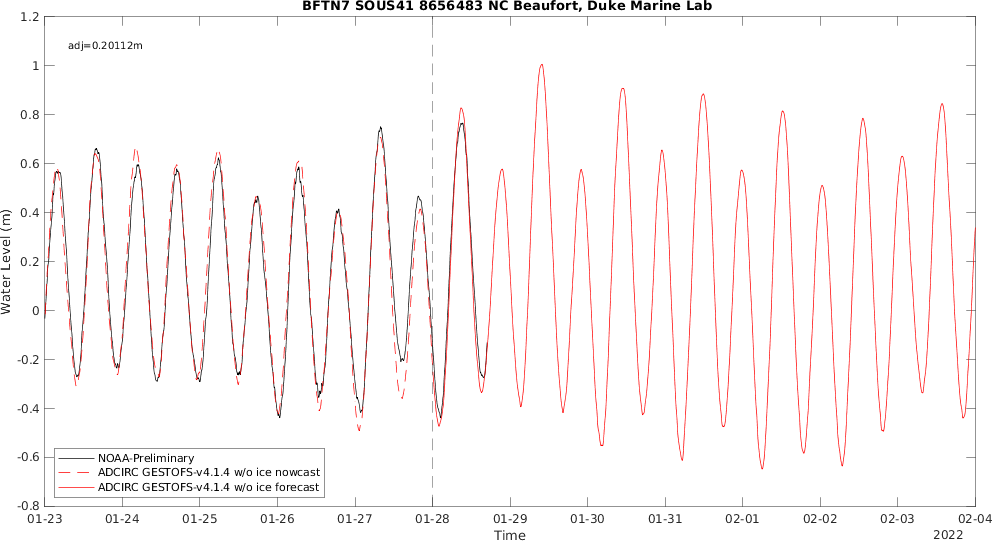 BFTN7 SOUS41 8656483 NC Beaufort, Duke Marine Lab
1.2
adj=0.20112m
1
0.8
0.6
0.4
0.2
0
-0.2
-0.4
-0.6
-0.8
Water Level (m)
NOAA-Preliminary
ADCIRC GESTOFS-v4.1.4 w/o ice nowcast
ADCIRC GESTOFS-v4.1.4 w/o ice forecast
01-23 01-24 01-25 01-26 01-27 01-28 01-29 01-30 01-31 02-01 02-02 02-03 02-04
Time
2022